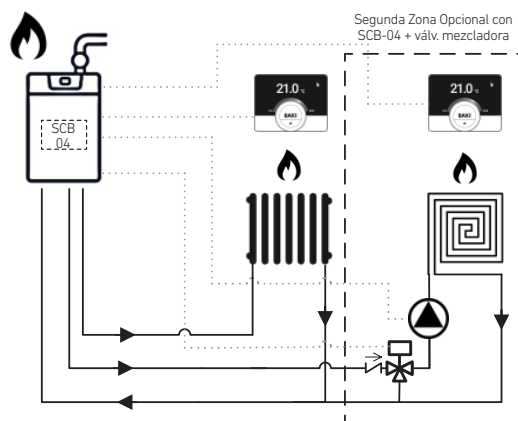 Segunda Zona Opcional con
SCB-04 + válv. mezcladora
21.0 °C
BAXI
21.0 °C
BAXI
SCB
04